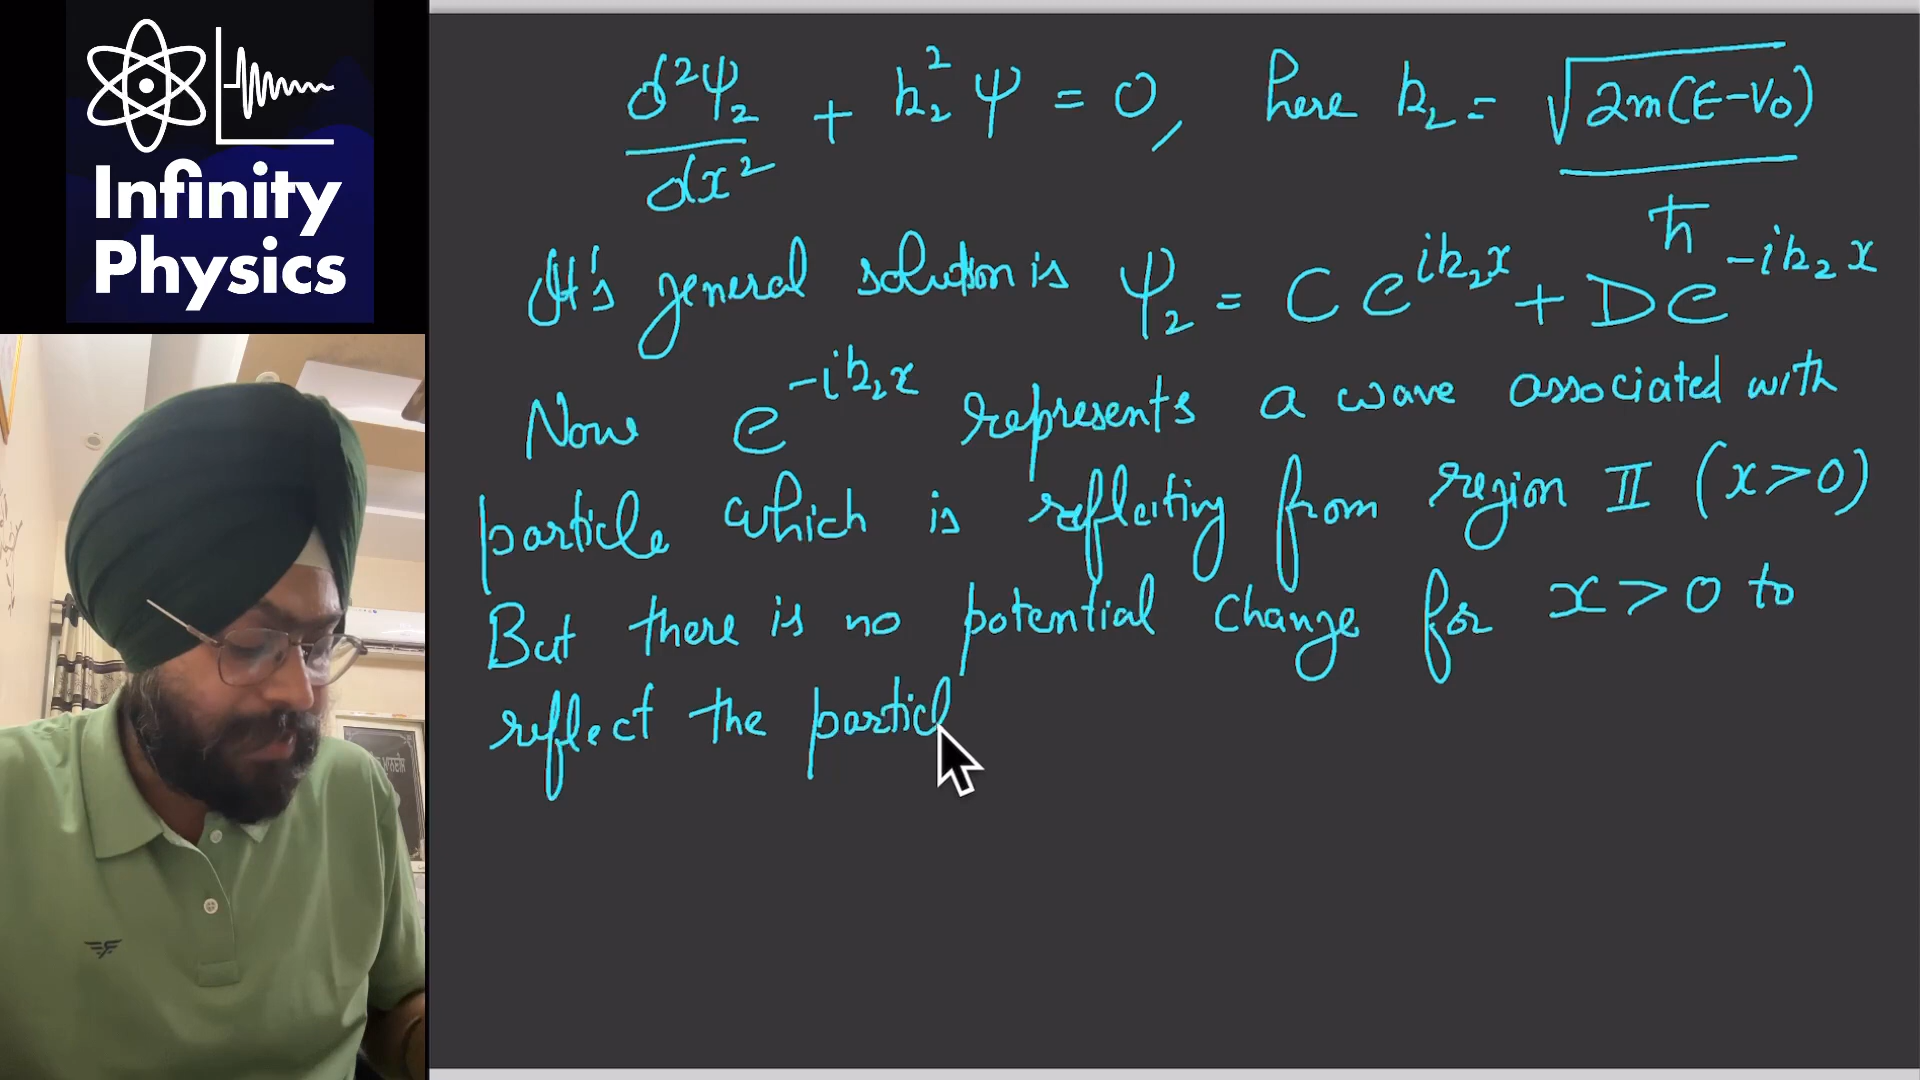 Infinity
Physics
d²ψ₂/dx² + k₂²ψ = 0, here k₂ = √2m(E-V0)/ħ
It's general solution is ψ₂ = C e^{ik₂x} + D e^{-ik₂x}
Now e^{-ik₂x} represents a wave associated with
particle which is reflecting from region II (x>0)
But there is no potential change for x>0 to
reflect the particl